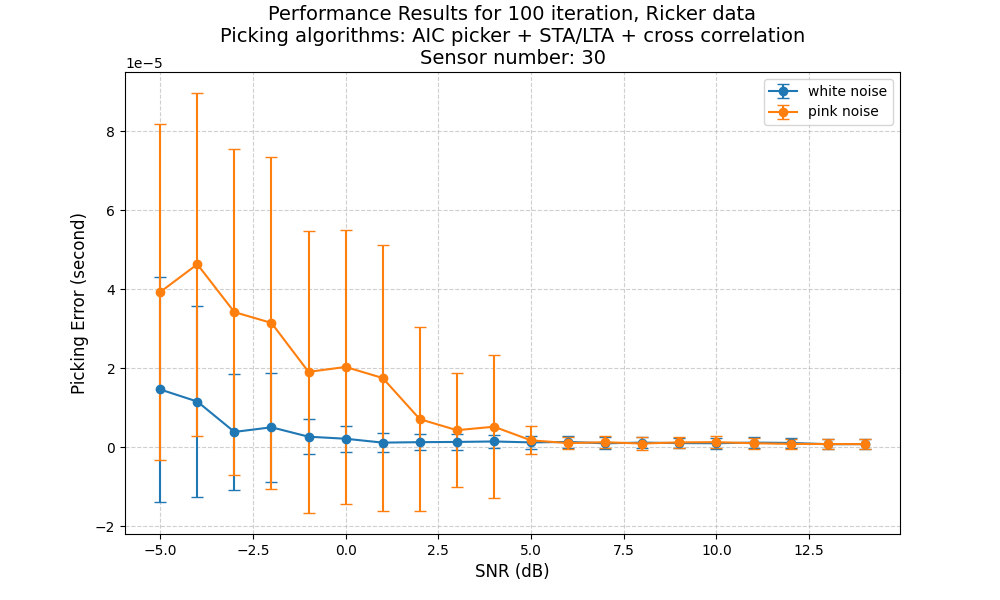 Performance Results for 100 iteration, Ricker data
Picking algorithms: AIC picker + STA/LTA + cross correlation
Sensor number: 30
1e−5
white noise
pink noise
8
6
4
2
0
−2
Picking Error (second)
−5.0 −2.5 0.0 2.5 5.0 7.5 10.0 12.5
SNR (dB)